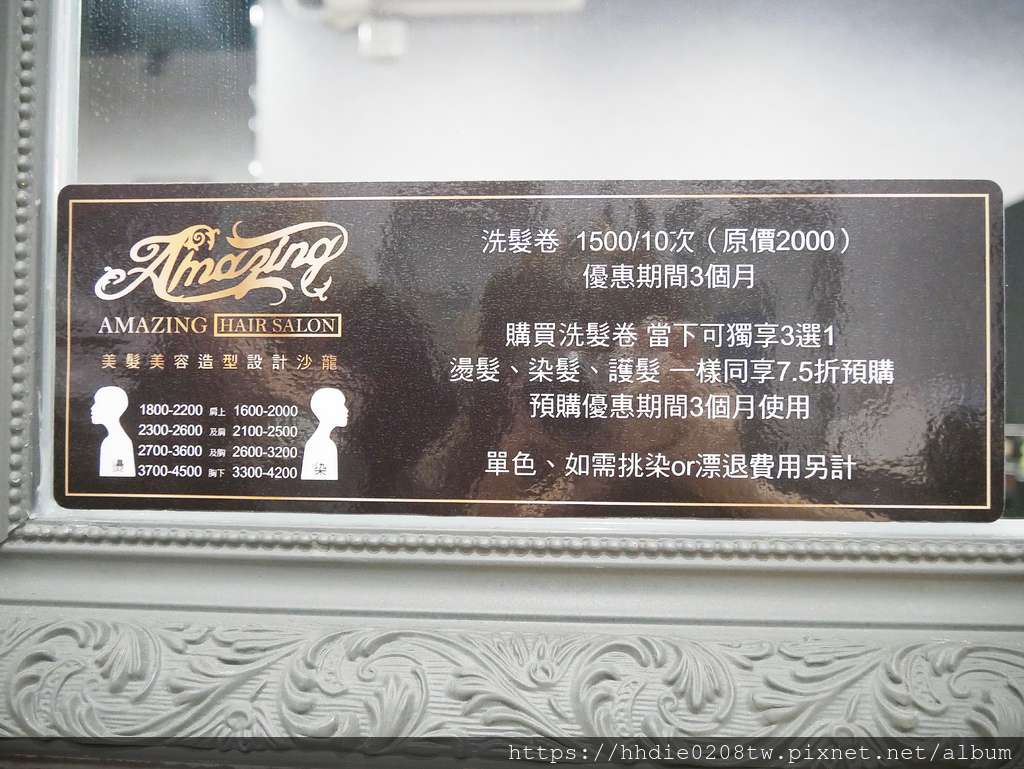 Amazing
AMAZING HAIR SALON
美髮美容造型設計沙龍
1800-2200 肩上 1600-2000
2300-2600 及肩 2100-2500
2700-3600 及胸 2600-3200
3700-4500 胸下 3300-4200
燙 染
洗髮卷 1500/10次（原價2000）
優惠期間3個月
購買洗髮卷 當下可獨享3選1
燙髮、染髮、護髮 一樣同享7.5折預購
預購優惠期間3個月使用
單色、如需挑染or漂退費用另計
https://hhdie0208tw.pixnet.net/album